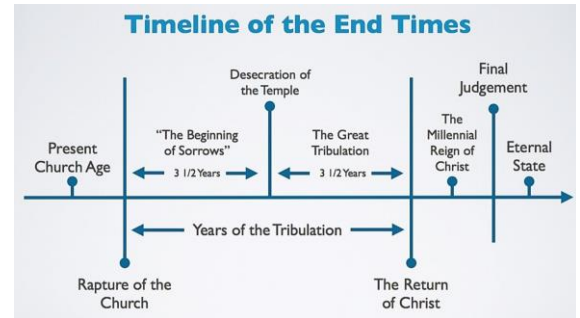 Timeline of the End Times
Desecration of
the Temple
Final
Judgement
Present
Church Age
“The Beginning
of Sorrows”
3 1/2 Years
The Great
Tribulation
3 1/2 Years
The
Millennial
Reign of
Christ
Eternal
State
Years of the Tribulation
Rapture of the
Church
The Return
of Christ